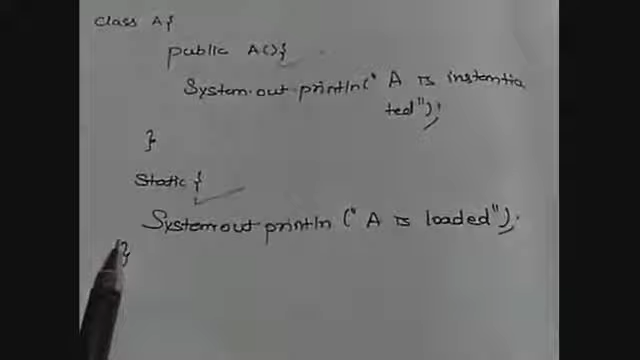 class A{
public A(){
System.out.println(" A is instantia
ted");
}
Static {
System.out.println (" A is loaded");
}